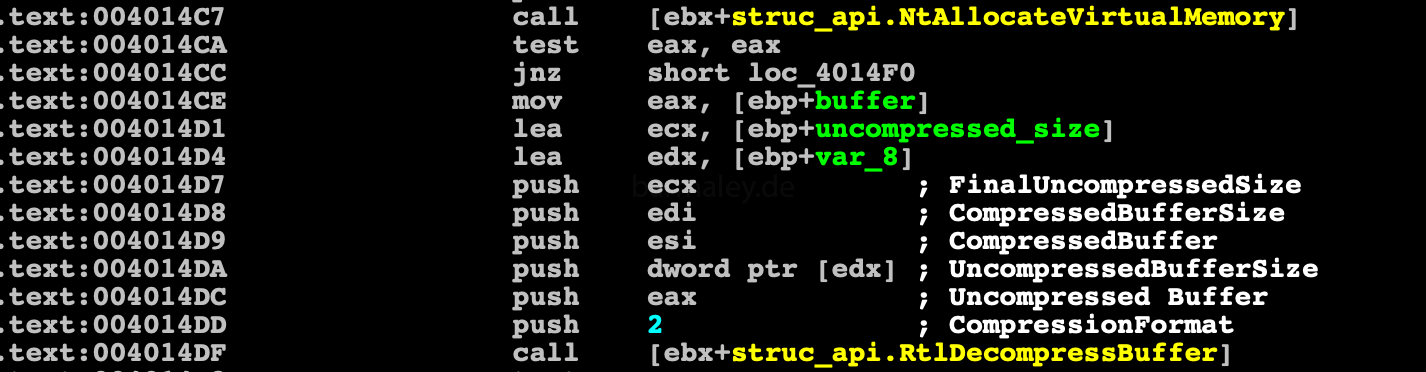 .text:004014C7 call [ebx+struc_api.NtAllocateVirtualMemory]
.text:004014CA test eax, eax
.text:004014CC jnz short loc_4014F0
.text:004014CE mov eax, [ebp+buffer]
.text:004014D1 lea ecx, [ebp+uncompressed_size]
.text:004014D4 lea edx, [ebp+var_8]
.text:004014D7 push ecx ; FinalUncompressedSize
.text:004014D8 push edi ; CompressedBufferSize
.text:004014D9 push esi ; CompressedBuffer
.text:004014DA push dword ptr [edx] ; UncompressedBufferSize
.text:004014DC push eax ; Uncompressed Buffer
.text:004014DD push 2 ; CompressionFormat
.text:004014DF call [ebx+struc_api.RtlDecompressBuffer]